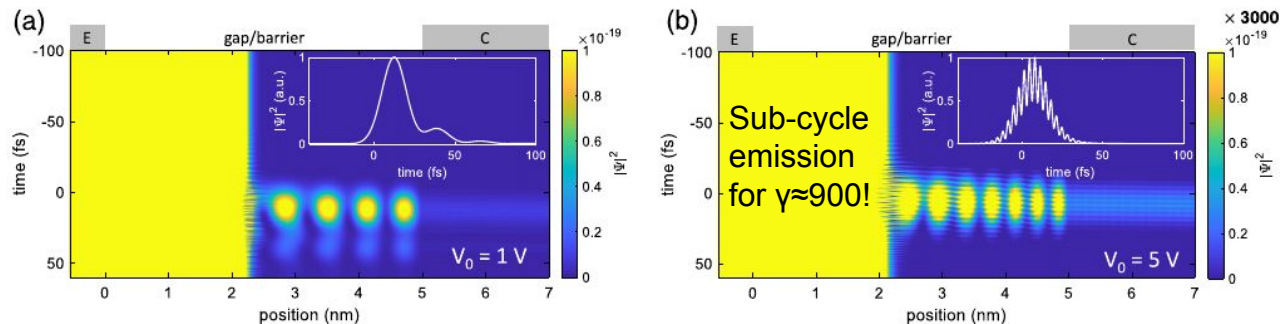 (a)
E
gap/barrier
C
×10⁻¹⁹
-100
-50
0
50
time (fs)
0
1
2
3
4
5
6
7
position (nm)
1
0.5
0
|Ψ|² (a.u.)
0
50
100
time (fs)
V₀ = 1 V
1
0.8
0.6
0.4
0.2
0
|Ψ|²
(b)
E
gap/barrier
C
× 3000
×10⁻¹⁹
-100
-50
0
50
time (fs)
0
1
2
3
4
5
6
7
position (nm)
Sub-cycle
emission
for γ≈900!
1
0.5
0
|Ψ|² (a.u.)
0
50
100
time (fs)
V₀ = 5 V
1
0.8
0.6
0.4
0.2
0
|Ψ|²